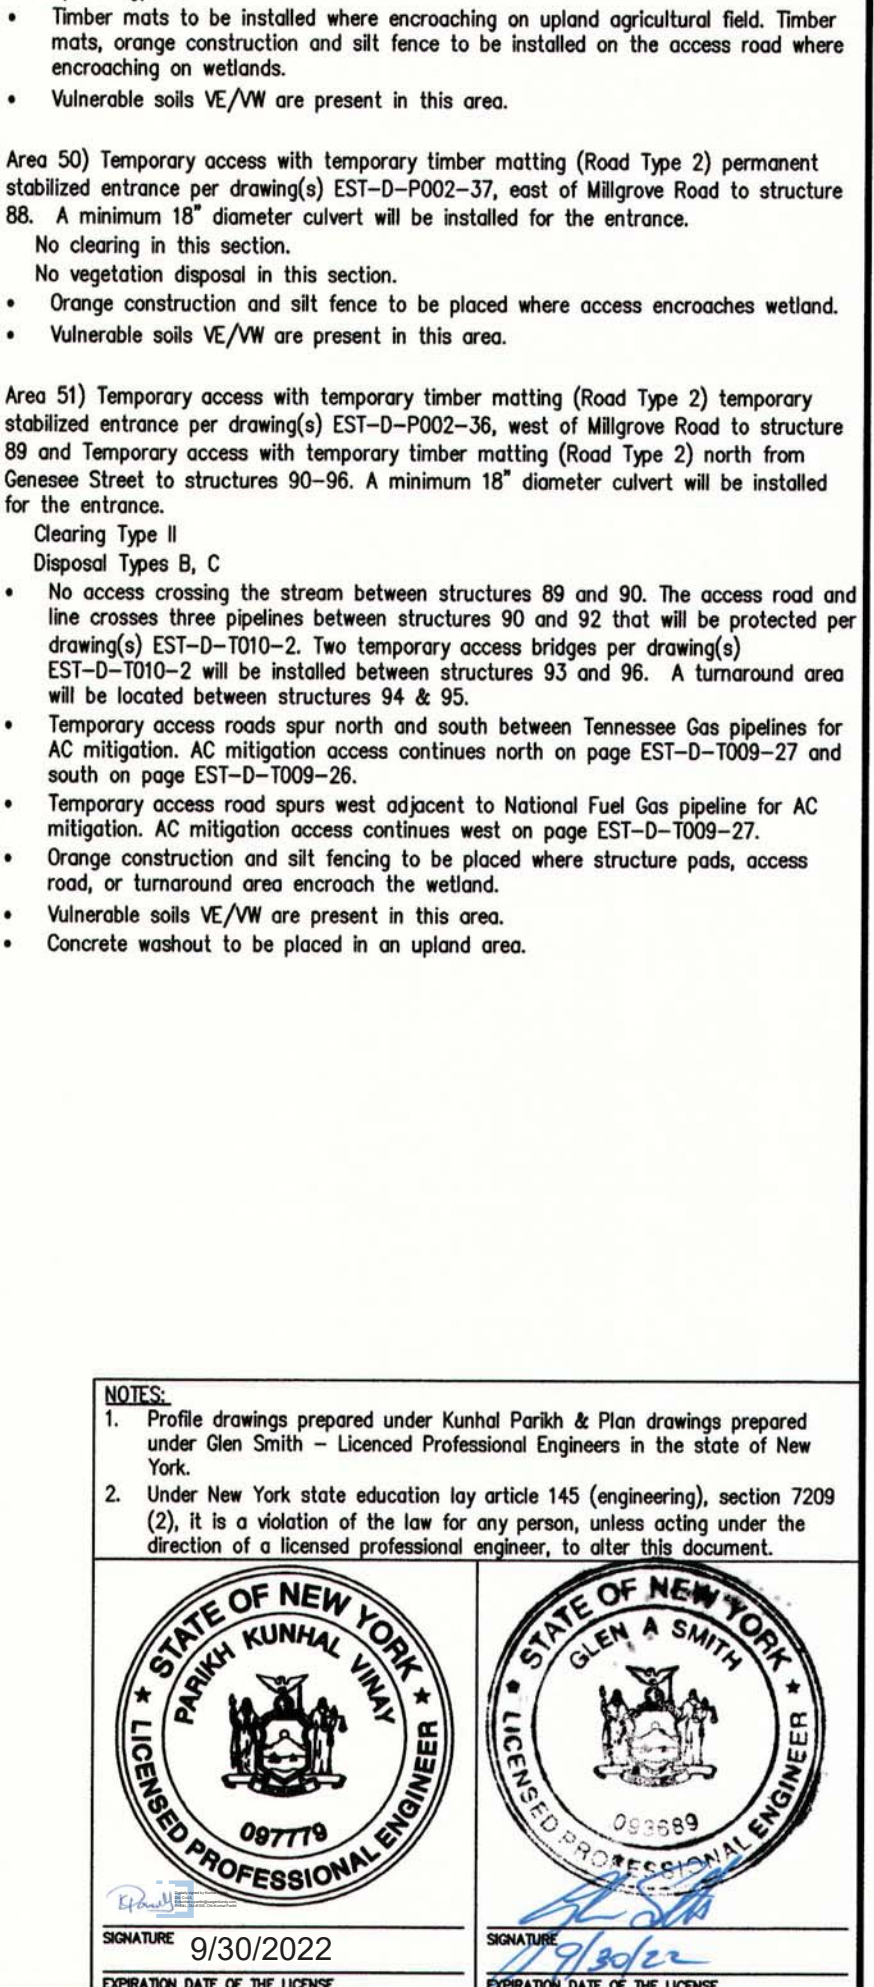 • Timber mats to be installed where encroaching on upland agricultural field. Timber
mats, orange construction and silt fence to be installed on the access road where
encroaching on wetlands.
• Vulnerable soils VE/VW are present in this area.
Area 50) Temporary access with temporary timber matting (Road Type 2) permanent
stabilized entrance per drawing(s) EST-D-P002-37, east of Millgrove Road to structure
88. A minimum 18" diameter culvert will be installed for the entrance.
No clearing in this section.
No vegetation disposal in this section.
• Orange construction and silt fence to be placed where access encroaches wetland.
• Vulnerable soils VE/VW are present in this area.
Area 51) Temporary access with temporary timber matting (Road Type 2) temporary
stabilized entrance per drawing(s) EST-D-P002-36, west of Millgrove Road to structure
89 and Temporary access with temporary timber matting (Road Type 2) north from
Genesee Street to structures 90-96. A minimum 18" diameter culvert will be installed
for the entrance.
Clearing Type II
Disposal Types B, C
• No access crossing the stream between structures 89 and 90. The access road and
line crosses three pipelines between structures 90 and 92 that will be protected per
drawing(s) EST-D-T010-2. Two temporary access bridges per drawing(s)
EST-D-T010-2 will be installed between structures 93 and 96. A turnaround area
will be located between structures 94 & 95.
• Temporary access roads spur north and south between Tennessee Gas pipelines for
AC mitigation. AC mitigation access continues north on page EST-D-T009-27 and
south on page EST-D-T009-26.
• Temporary access road spurs west adjacent to National Fuel Gas pipeline for AC
mitigation. AC mitigation access continues west on page EST-D-T009-27.
• Orange construction and silt fencing to be placed where structure pads, access
road, or turnaround area encroach the wetland.
• Vulnerable soils VE/VW are present in this area.
• Concrete washout to be placed in an upland area.
NOTES:
1. Profile drawings prepared under Kunhal Parikh & Plan drawings prepared
under Glen Smith – Licenced Professional Engineers in the state of New
York.
2. Under New York state education lay article 145 (engineering), section 7209
(2), it is a violation of the law for any person, unless acting under the
direction of a licensed professional engineer, to alter this document.
STATE OF NEW YORK
PARIKH KUNHAL VINAY
097779
LICENSED PROFESSIONAL ENGINEER
SIGNATURE
9/30/2022
EXPIRATION DATE OF THE LICENSE
STATE OF NEW YORK
GLEN A SMITH
093689
LICENSED PROFESSIONAL ENGINEER
SIGNATURE
9/30/22
EXPIRATION DATE OF THE LICENSE